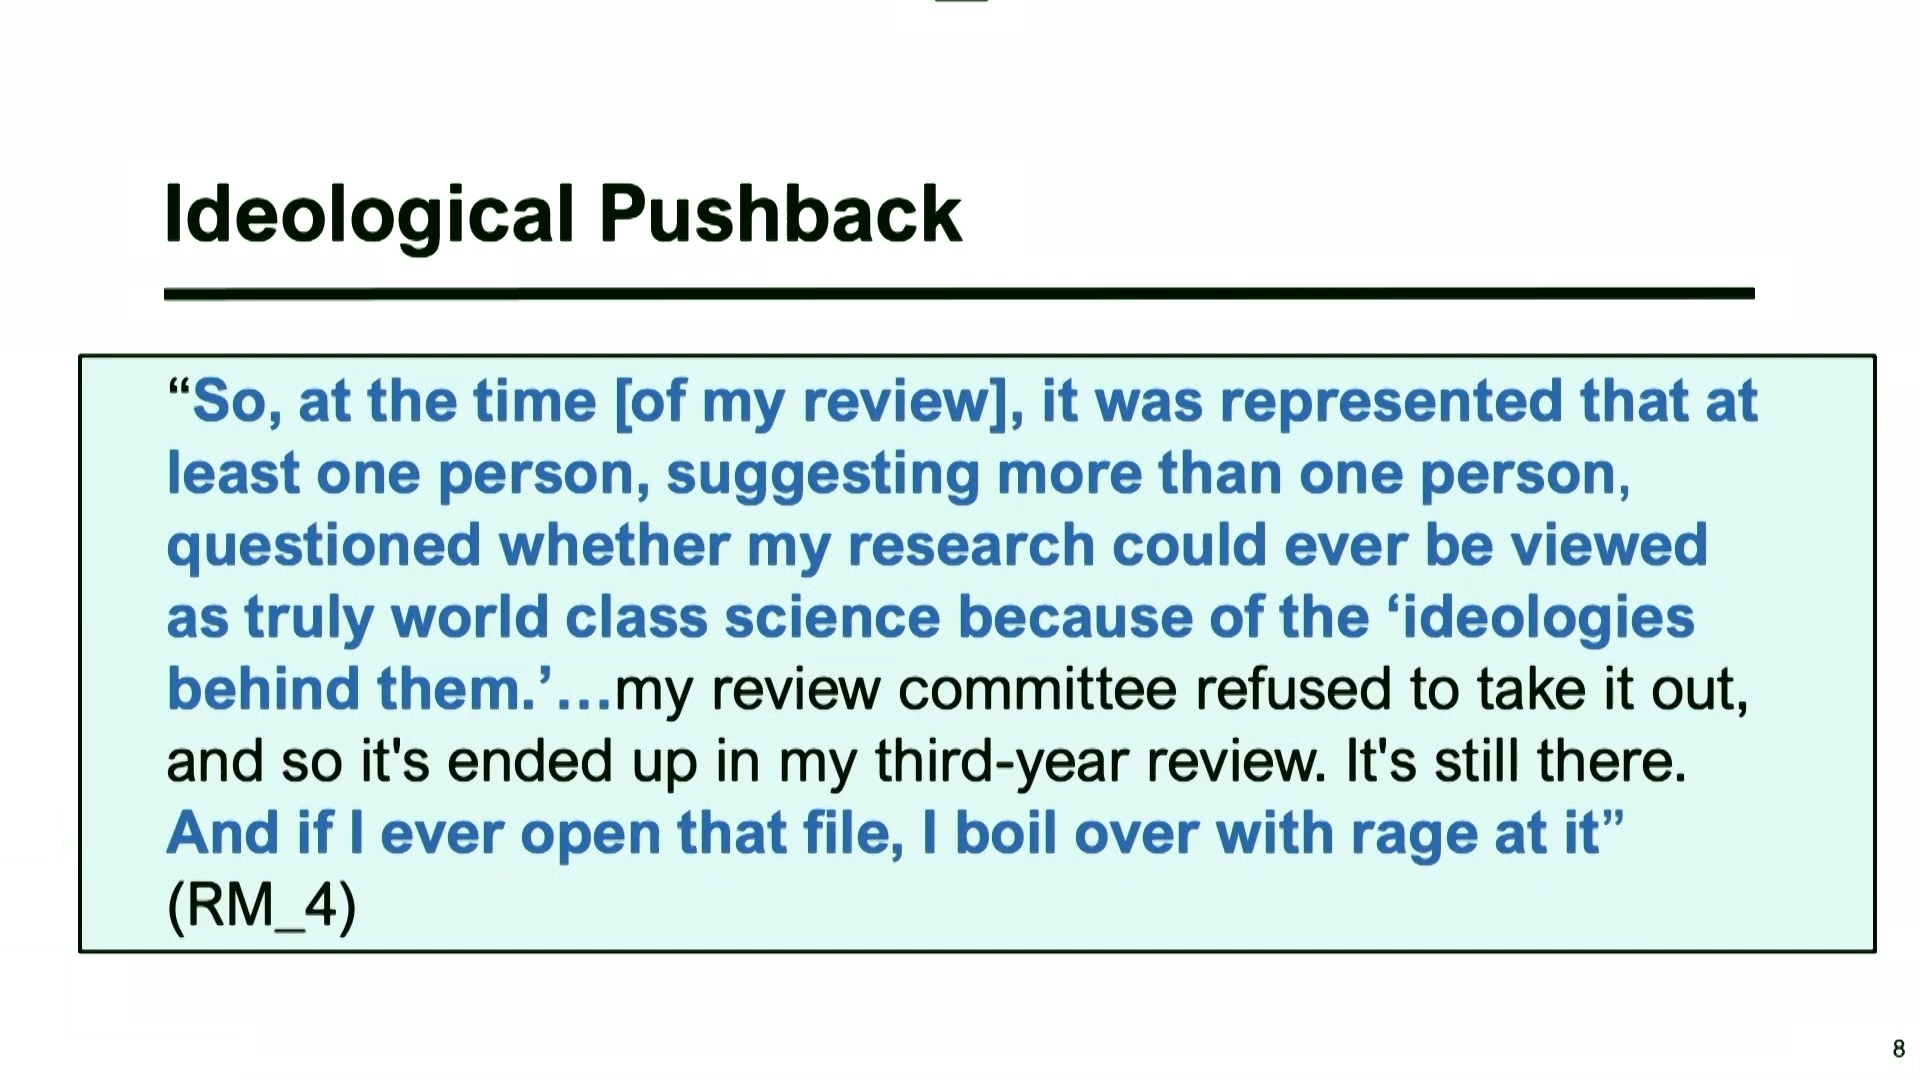 Ideological Pushback
“So, at the time [of my review], it was represented that at
least one person, suggesting more than one person,
questioned whether my research could ever be viewed
as truly world class science because of the ‘ideologies
behind them.’…my review committee refused to take it out,
and so it's ended up in my third-year review. It's still there.
And if I ever open that file, I boil over with rage at it”
(RM_4)
8